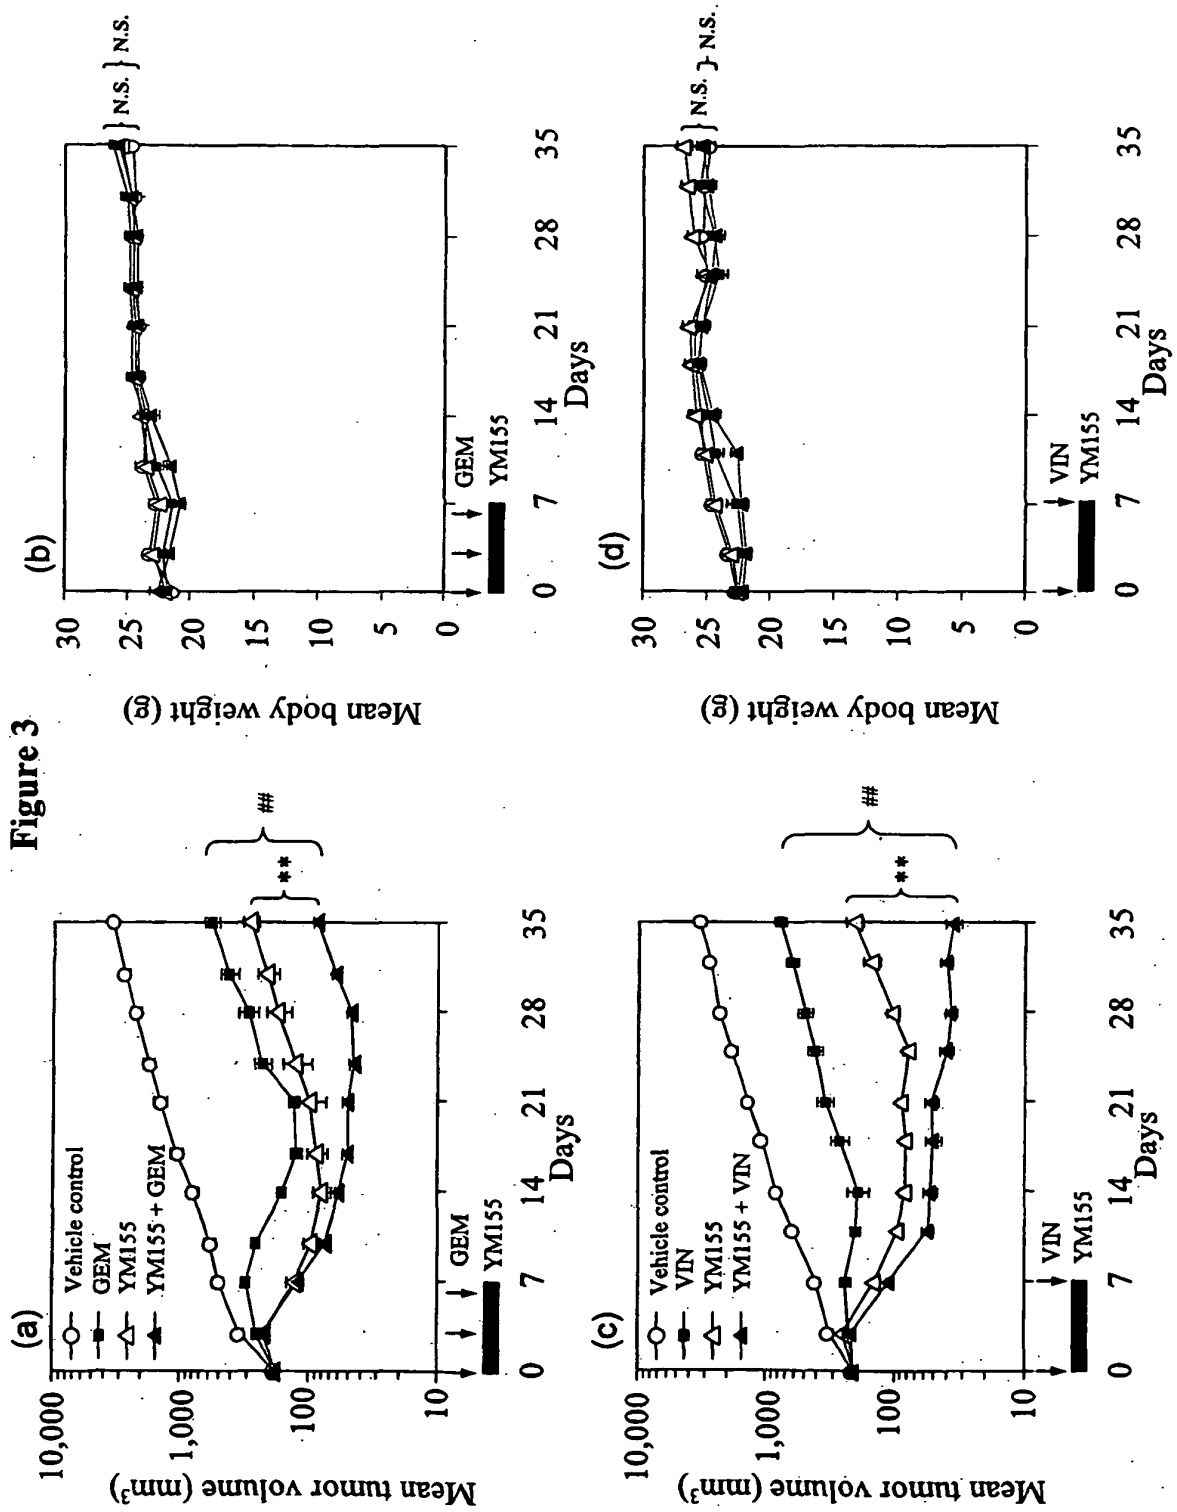 Figure 3
(a)
Mean tumor volume (mm³)
10,000
1,000
100
10
Vehicle control
GEM
YM155
YM155 + GEM
##
**
0 7 14 21 28 35
Days
GEM
YM155
(b)
Mean body weight (g)
30
25
20
15
10
5
0
} N.S. } N.S.
0 7 14 21 28 35
Days
GEM
YM155
(c)
Mean tumor volume (mm³)
10,000
1,000
100
10
Vehicle control
VIN
YM155
YM155 + VIN
##
**
0 7 14 21 28 35
Days
VIN
YM155
(d)
Mean body weight (g)
30
25
20
15
10
5
0
} N.S. } N.S.
0 7 14 21 28 35
Days
VIN
YM155